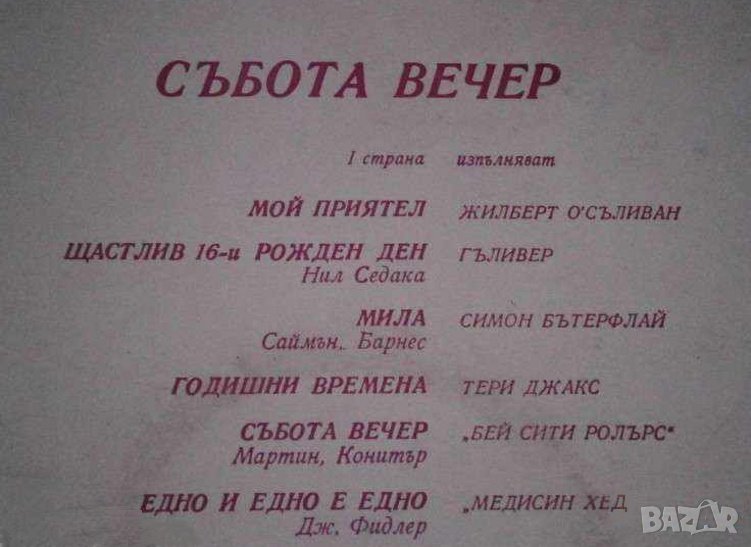 СЪБОТА ВЕЧЕР
I страна изпълняват
МОЙ ПРИЯТЕЛ ЖИЛБЕРТ О'СЪЛИВАН
ЩАСТЛИВ 16-и РОЖДЕН ДЕН ГЪЛИВЕР
Нил Седака
МИЛА СИМОН БЪТЕРФЛАЙ
Саймън, Барнес
ГОДИШНИ ВРЕМЕНА ТЕРИ ДЖАКС
СЪБОТА ВЕЧЕР „БЕЙ СИТИ РОЛЪРС“
Мартин, Конитър
ЕДНО И ЕДНО Е ЕДНО „МЕДИСИН ХЕД
Дж. Фидлер
BAZAR